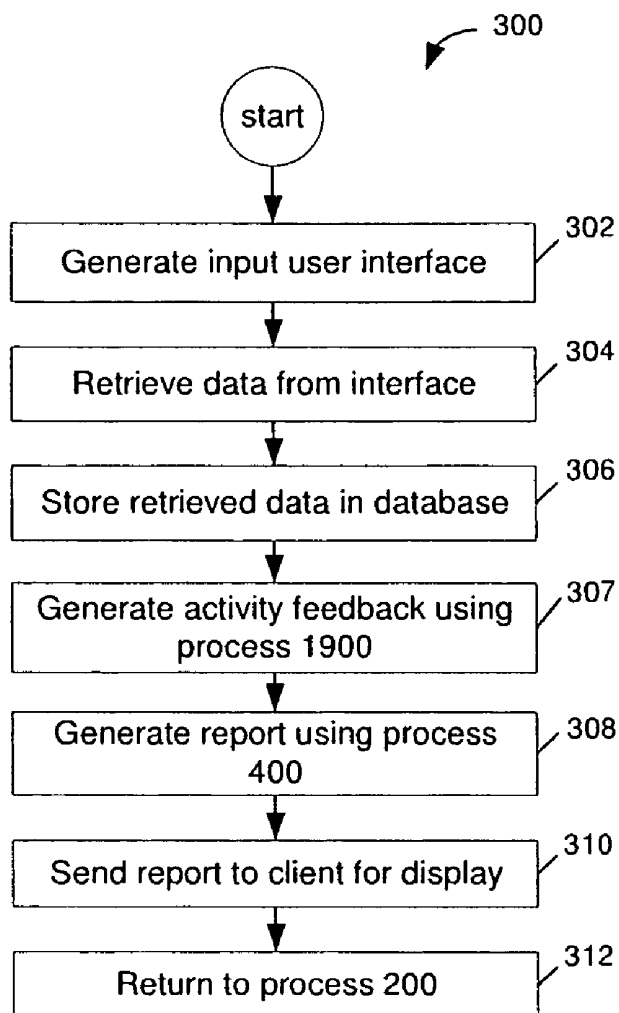 300
start
302
Generate input user interface
304
Retrieve data from interface
306
Store retrieved data in database
307
Generate activity feedback using
process 1900
308
Generate report using process
400
310
Send report to client for display
312
Return to process 200